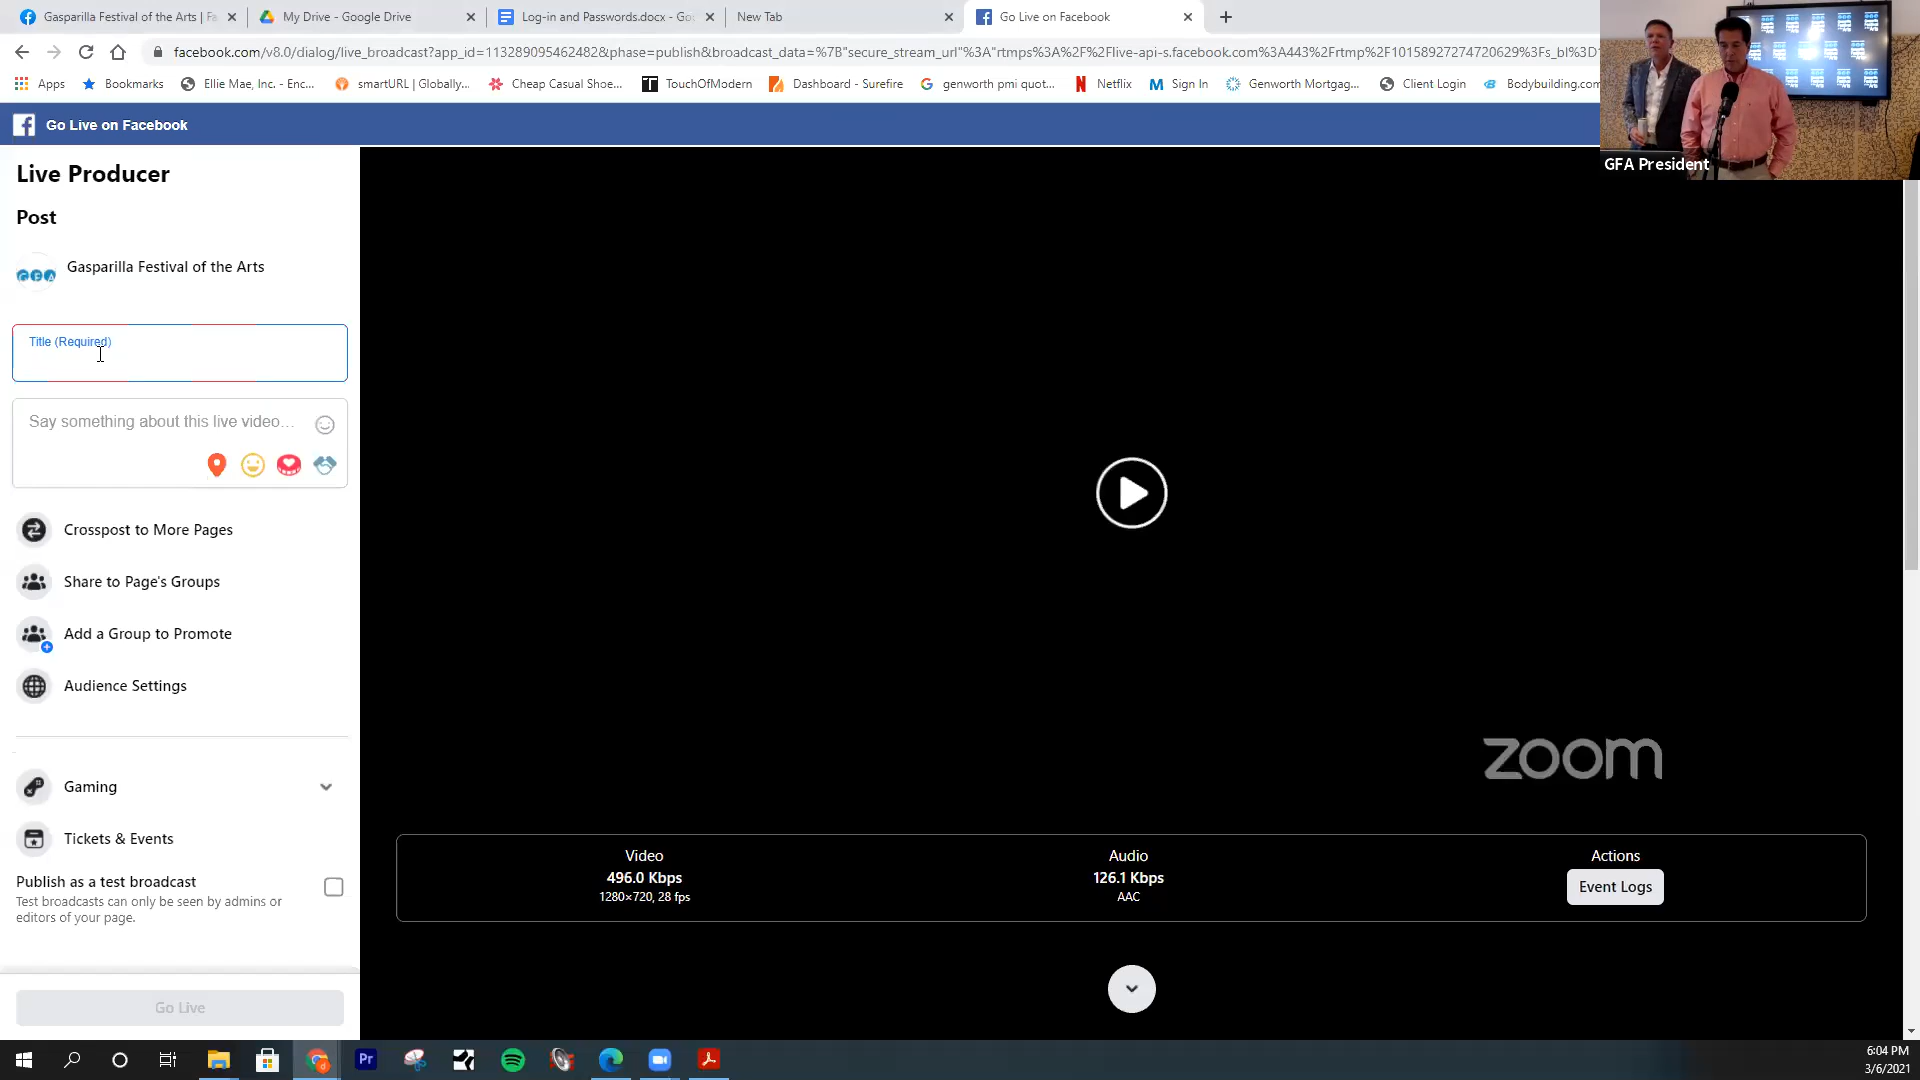 Gasparilla Festival of the Arts | Fa
My Drive - Google Drive
Log-in and Passwords.docx - Go
New Tab
Go Live on Facebook
facebook.com/v8.0/dialog/live_broadcast?app_id=113289095462482&phase=publish&broadcast_data=%7B"secure_stream_url"%3A"rtmps%3A%2F%2Flive-api-s.facebook.com%3A443%2Frtmp%2F10158927274720629%3Fs_bl%3D1
Apps
Bookmarks
Ellie Mae, Inc. - Enc...
smartURL | Globally...
Cheap Casual Shoe...
TouchOfModern
Dashboard - Surefire
genworth pmi quot...
Netflix
Sign In
Genworth Mortgag...
Client Login
Bodybuilding.com
Go Live on Facebook
GFA President
Live Producer
Post
GFA
Gasparilla Festival of the Arts
Title (Required)
Say something about this live video...
Crosspost to More Pages
Share to Page's Groups
Add a Group to Promote
Audience Settings
zoom
Gaming
Tickets & Events
Publish as a test broadcast
Test broadcasts can only be seen by admins or
editors of your page.
Video
496.0 Kbps
1280×720, 28 fps
Audio
126.1 Kbps
AAC
Actions
Event Logs
Go Live
Pr
6:04 PM
3/6/2021